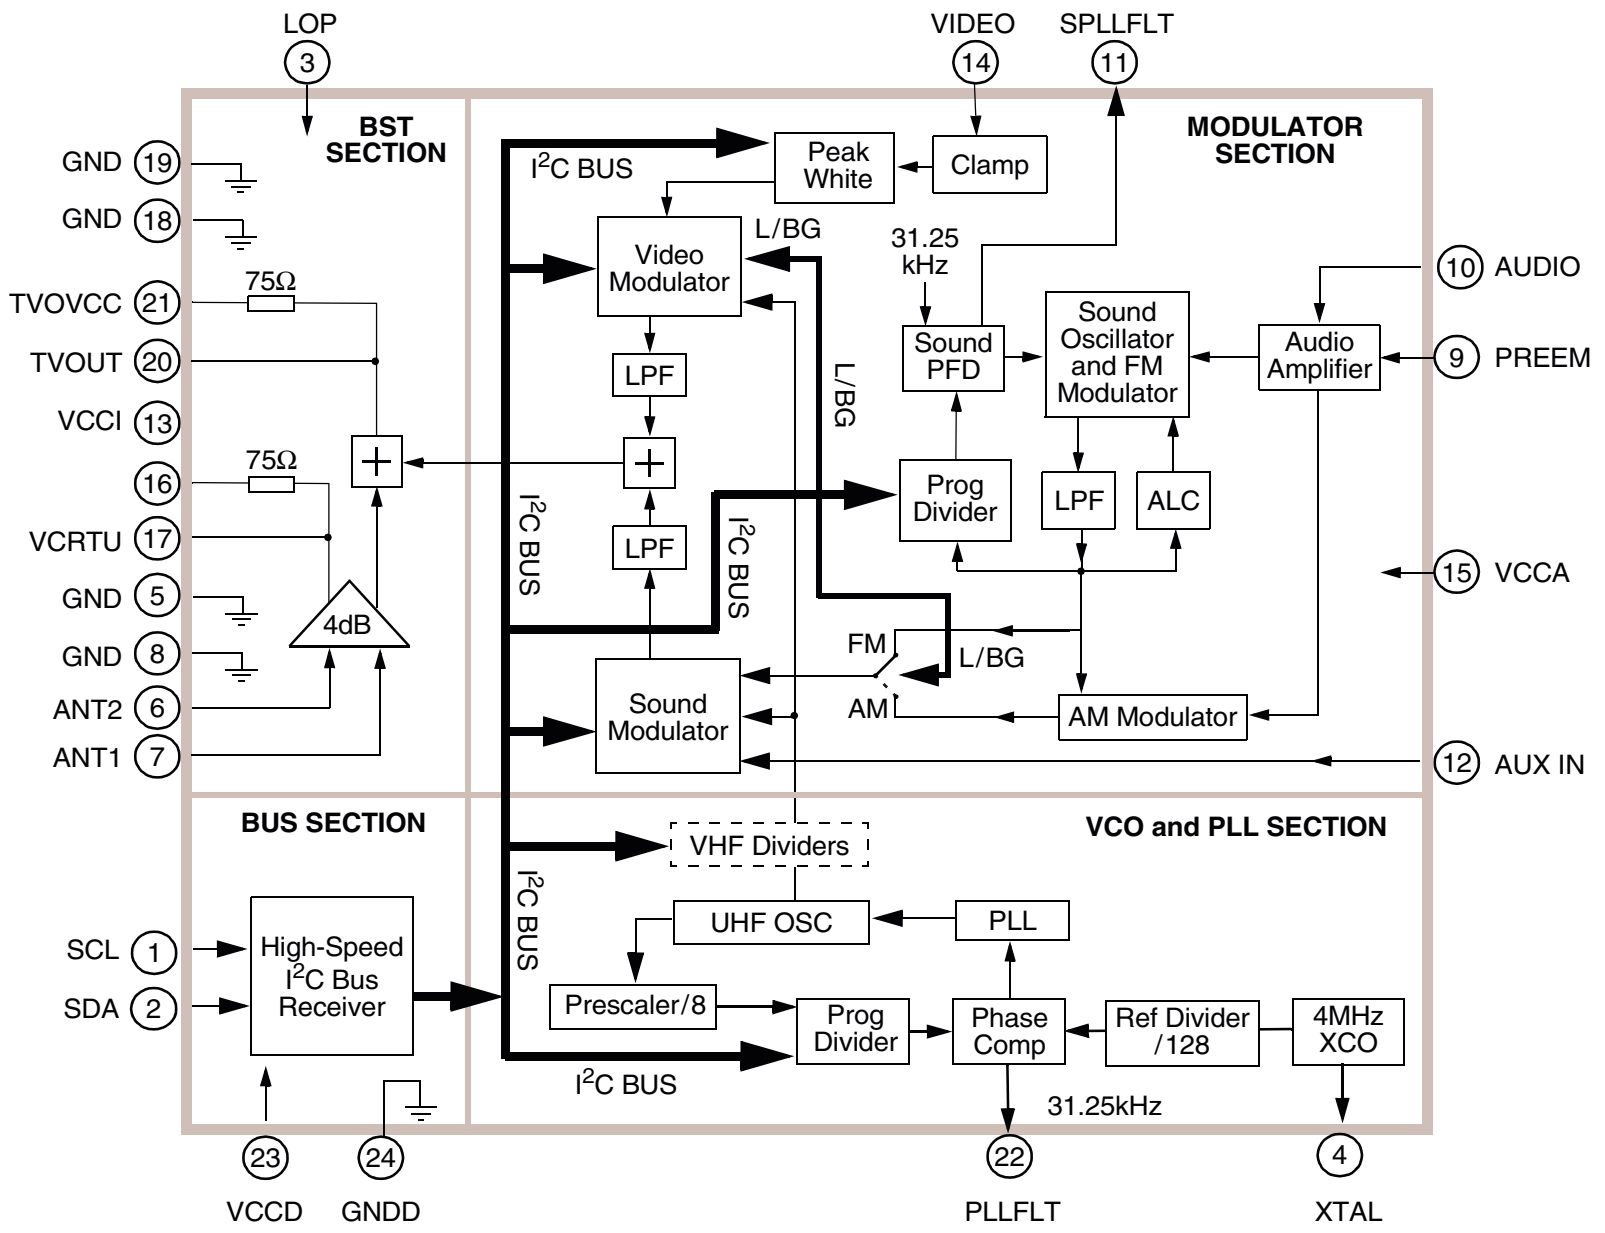 LOP
3
VIDEO
14
SPLLFLT
11
BST
SECTION
MODULATOR
SECTION
GND 19
GND 18
TVOVCC 21
75Ω
TVOUT 20
VCCI 13
16
75Ω
VCRTU 17
GND 5
GND 8
ANT2 6
ANT1 7
+
4dB
I²C BUS
Peak
White
Clamp
Video
Modulator
L/BG
31.25
kHz
Sound
PFD
Sound
Oscillator
and FM
Modulator
Audio
Amplifier
10 AUDIO
9 PREEM
LPF
L/BG
+
I²C BUS
LPF
I²C BUS
Prog
Divider
LPF
ALC
15 VCCA
FM
L/BG
AM
Sound
Modulator
AM Modulator
12 AUX IN
BUS SECTION
VCO and PLL SECTION
VHF Dividers
I²C BUS
UHF OSC
PLL
SCL 1
SDA 2
High-Speed
I²C Bus
Receiver
Prescaler/8
Prog
Divider
Phase
Comp
Ref Divider
/128
4MHz
XCO
I²C BUS
31.25kHz
23
VCCD
24
GNDD
22
PLLFLT
4
XTAL